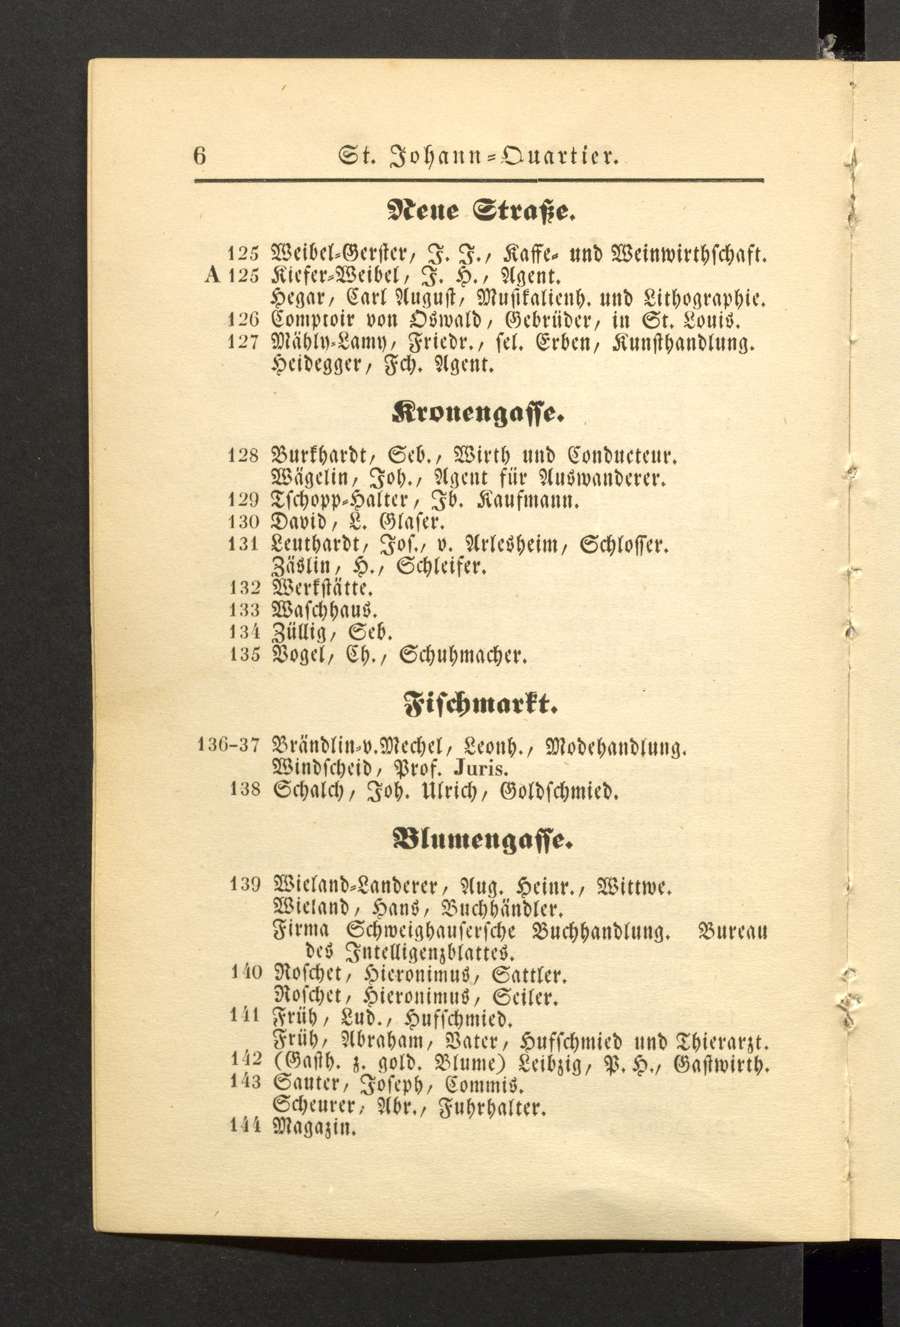 6 St. Johann-Quartier.
Neue Straße.
125 Weibel-Gerster, J. J., Kaffe- und Weinwirthschaft.
A 125 Kiefer-Weibel, J. H., Agent.
Hegar, Carl August, Musikalienh. und Lithographie.
126 Comptoir von Oswald, Gebrüder, in St. Louis.
127 Mähly-Lamy, Friedr., sel. Erben, Kunsthandlung.
Heidegger, Fch. Agent.
Kronengasse.
128 Burkhardt, Seb., Wirth und Conducteur.
Wägelin, Joh., Agent für Auswanderer.
129 Tschopp-Halter, Jb. Kaufmann.
130 David, L. Glaser.
131 Leuthardt, Jos., v. Arlesheim, Schlosser.
Zäslin, H., Schleifer.
132 Werkstätte.
133 Waschhaus.
134 Züllig, Seb.
135 Vogel, Ch., Schuhmacher.
Fischmarkt.
136-37 Brändlin-v.Mechel, Leonh., Modehandlung.
Windscheid, Prof. Juris.
138 Schalch, Joh. Ulrich, Goldschmied.
Blumengasse.
139 Wieland-Landerer, Aug. Heinr., Wittwe.
Wieland, Hans, Buchhändler.
Firma Schweighausersche Buchhandlung. Bureau
des Intelligenzblattes.
140 Roschet, Hieronimus, Sattler.
Roschet, Hieronimus, Seiler.
141 Früh, Lud., Hufschmied.
Früh, Abraham, Vater, Hufschmied und Thierarzt.
142 (Gasth. z. gold. Blume) Leibzig, P. H., Gastwirth.
143 Sauter, Joseph, Commis.
Scheurer, Abr., Fuhrhalter.
144 Magazin.